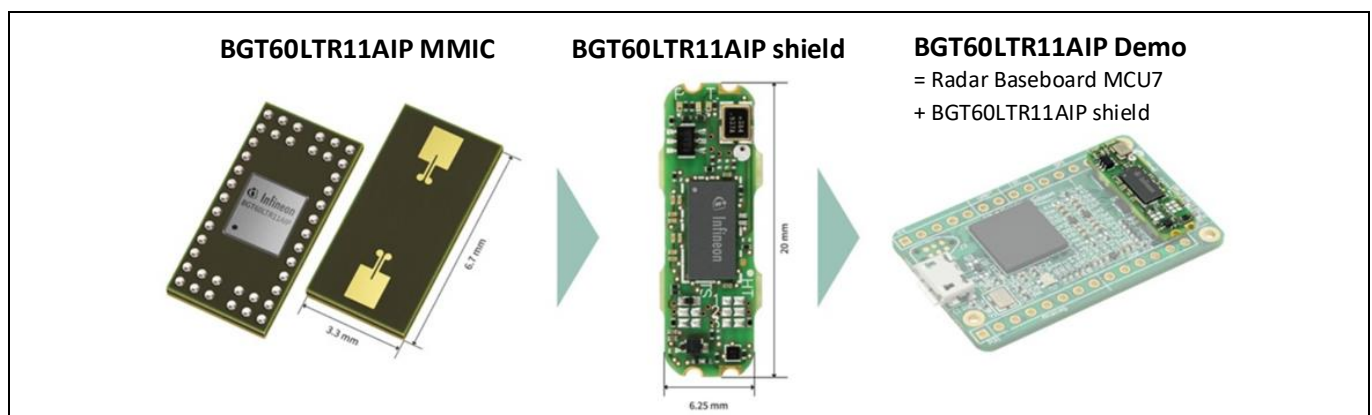 BGT60LTR11AIP MMIC
BGT60LTR11AIP shield
BGT60LTR11AIP Demo
= Radar Baseboard MCU7
+ BGT60LTR11AIP shield
Infineon
BGT60LTR11AIP
6.7 mm
3.3 mm
Infineon
20 mm
6.25 mm